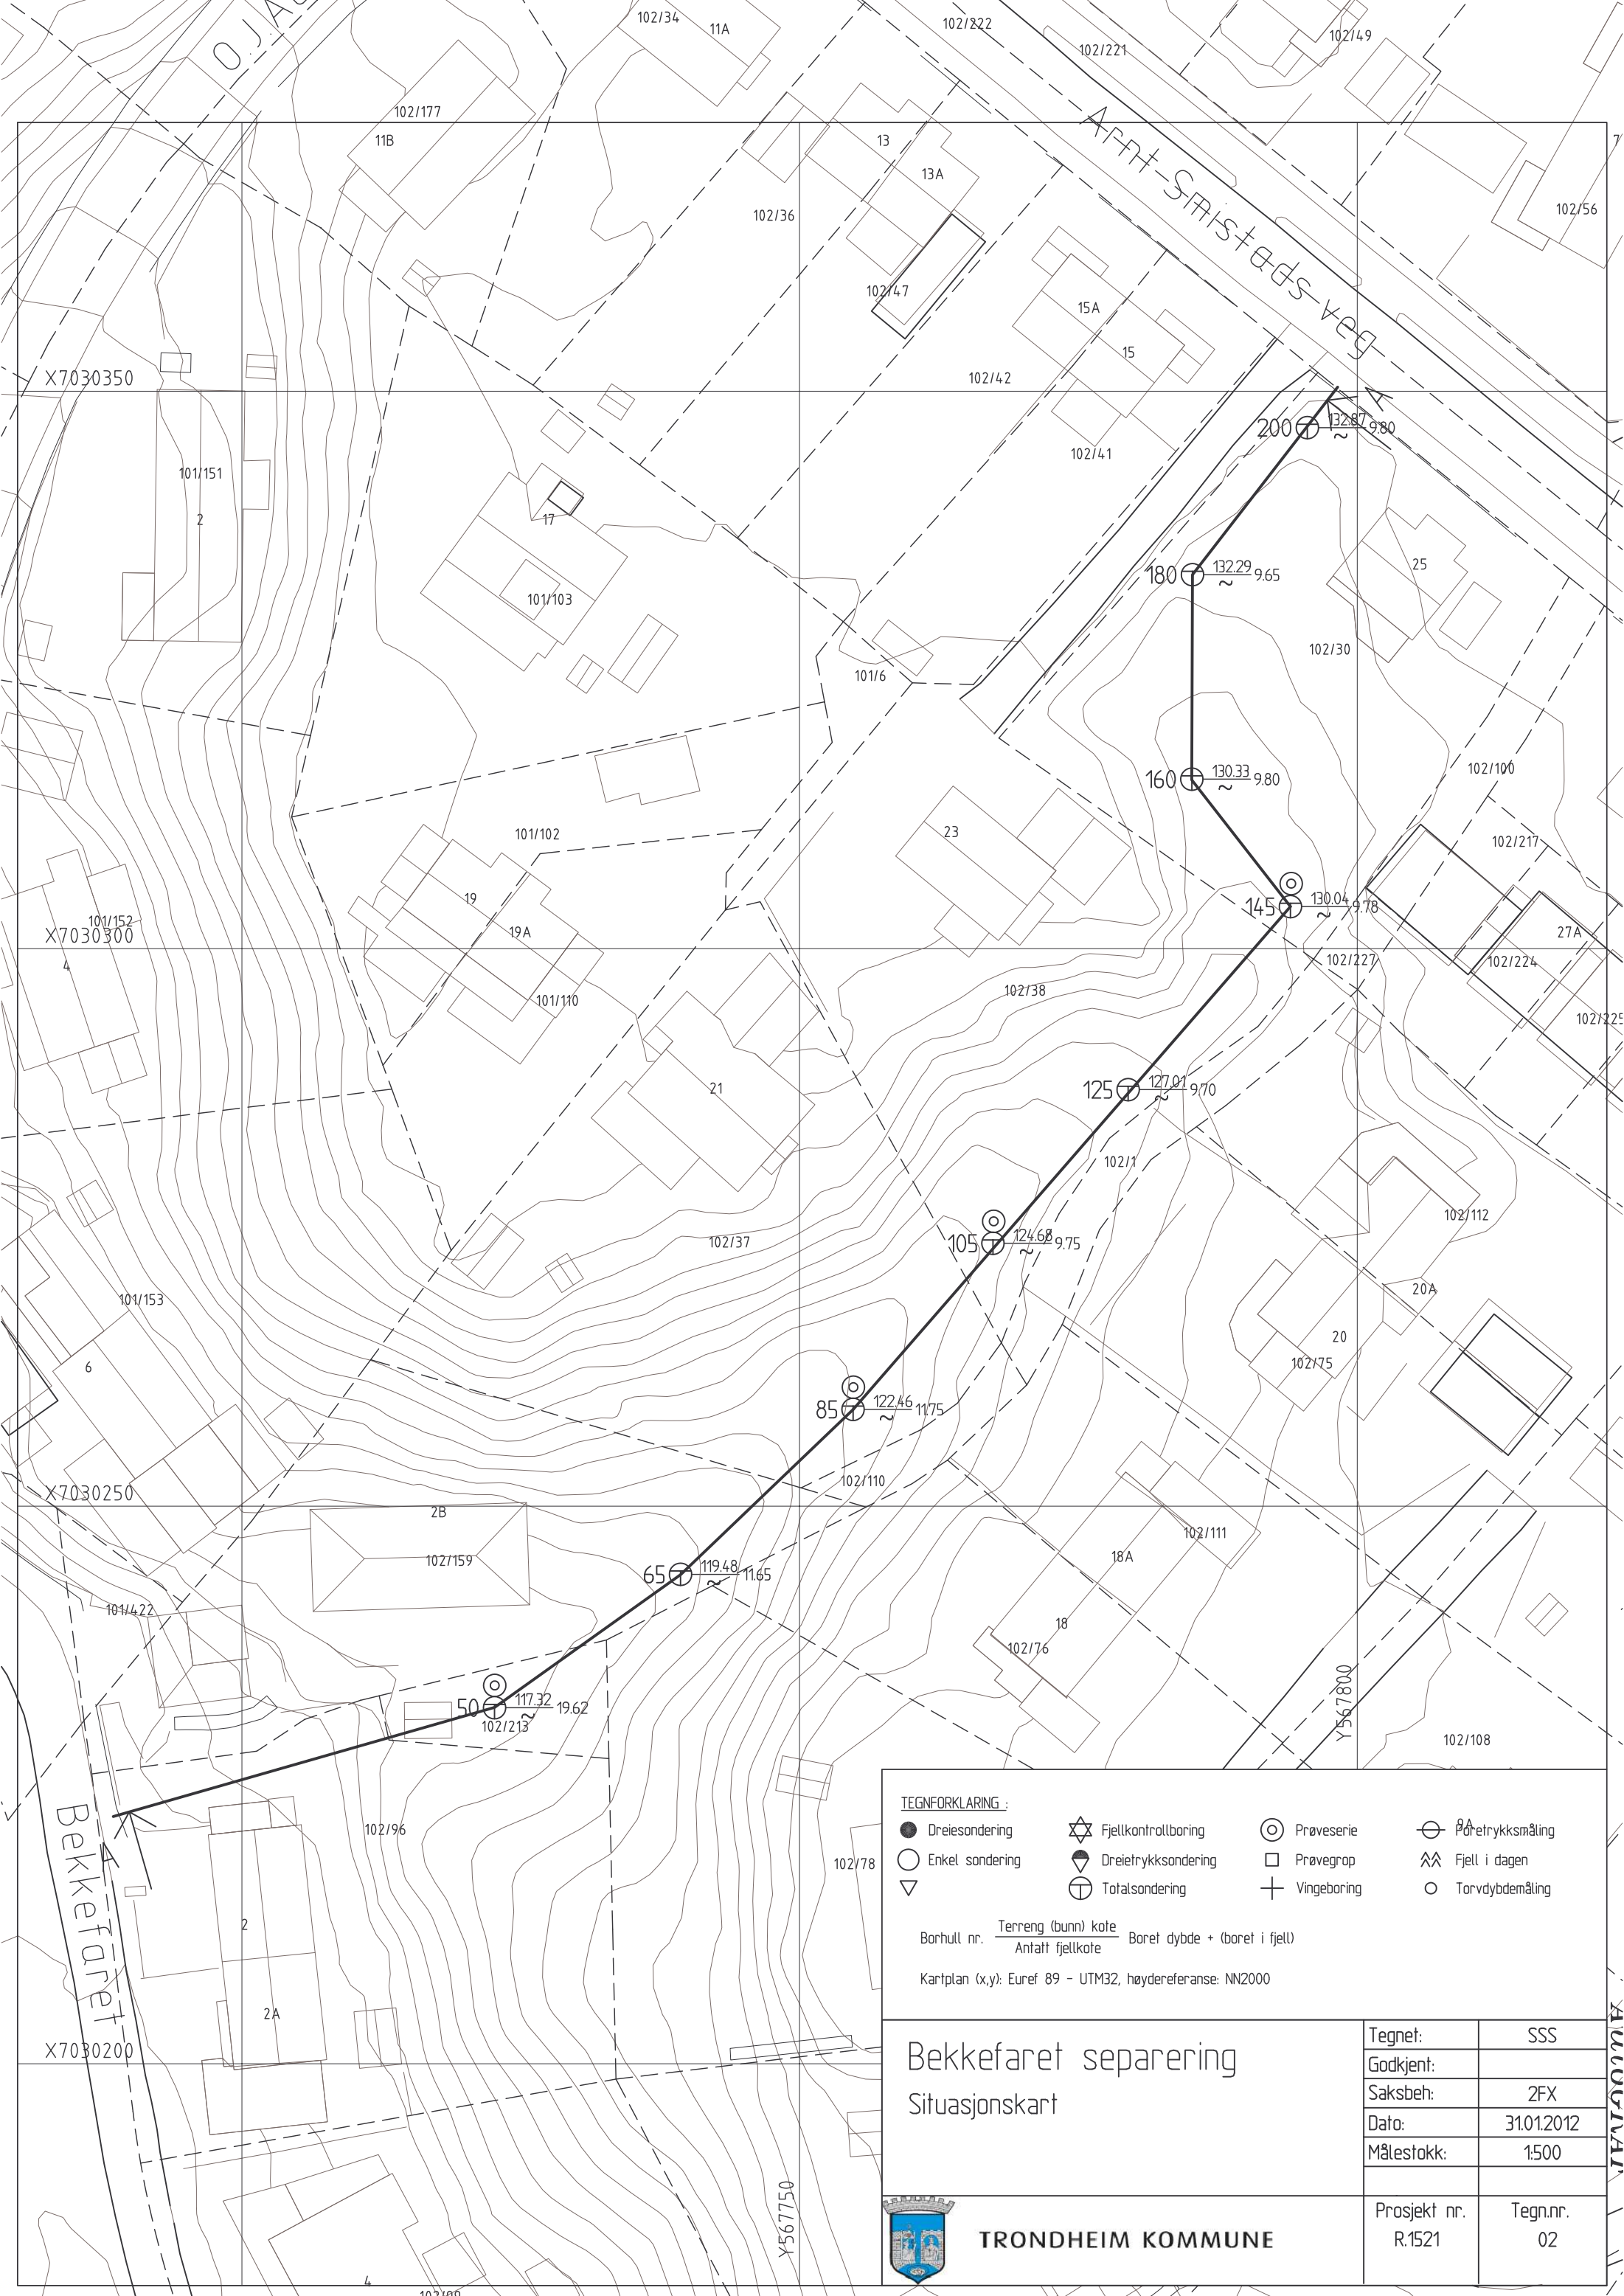 O.J.A
102/34
11A
102/222
102/221
102/49
102/177
11B
13
13A
Arnt Smistads veg
102/36
102/56
7
102/47
15A
15
X7030350
102/42
A
200 132.87 ~ 9.80
102/41
101/151
2
17
25
101/103
180 132.29 ~ 9.65
102/30
101/6
160 130.33 ~ 9.80
102/100
101/102
23
102/217
19
145 130.04 ~ 9.78
101/152
19A
27A
X7030300
4
102/227
102/224
102/38
101/110
102/225
125 127.01 ~ 9.70
21
102/1
102/112
102/37
105 124.68 ~ 9.75
101/153
20A
20
6
102/75
85 122.46 ~ 11.75
102/110
X7030250
2B
102/159
102/111
18A
65 119.48 ~ 11.65
101/422
18
102/76
Y567800
50 117.32 ~ 19.62
102/213
102/108
A
Bekkefaret
102/96
102/78
2
2A
X7030200
Y567750
4
TEGNFORKLARING :
Dreiesondering
Fjellkontrollboring
Prøveserie
Poretrykksmåling
9A
Enkel sondering
Dreietrykksondering
Prøvegrop
Fjell i dagen
Totalsondering
Vingeboring
Torvdybdemåling
Borhull nr. Terreng (bunn) kote Boret dybde + (boret i fjell)
Antatt fjellkote
Kartplan (x,y): Euref 89 - UTM32, høydereferanse: NN2000
Bekkefaret separering
Situasjonskart
Tegnet: SSS
Godkjent:
Saksbeh: 2FX
Dato: 31.01.2012
Målestokk: 1:500
Prosjekt nr. Tegn.nr.
R.1521 02
TRONDHEIM KOMMUNE